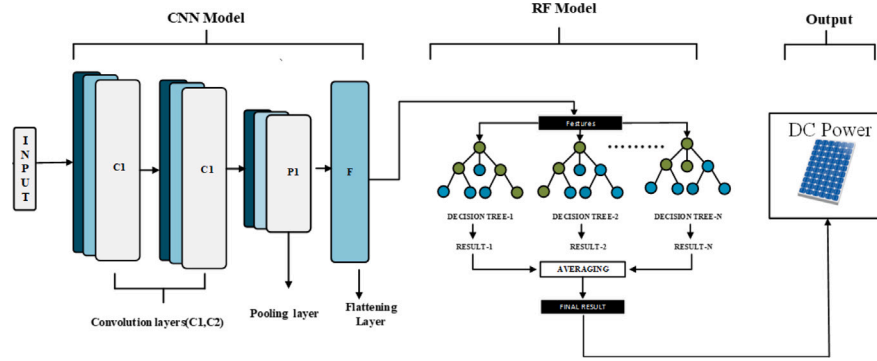 CNN Model
RF Model
Output
INPUT
C1
C1
P1
F
Features
DC Power
DECISION TREE-1
DECISION TREE-2
DECISION TREE-N
RESULT-1
RESULT-2
RESULT-N
AVERAGING
FINAL RESULT
Convolution layers(C1,C2)
Pooling layer
Flattening
Layer